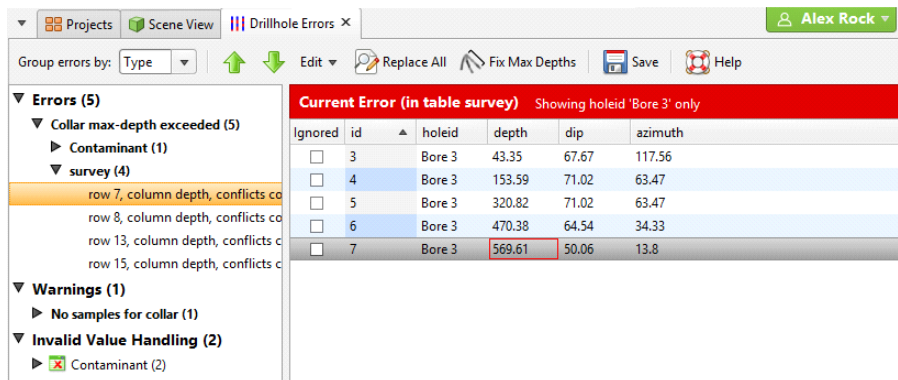 Projects Scene View Drillhole Errors Alex Rock
Group errors by: Type Edit Replace All Fix Max Depths Save Help
Errors (5)
Collar max-depth exceeded (5)
Contaminant (1)
survey (4)
row 7, column depth, conflicts co
row 8, column depth, conflicts co
row 13, column depth, conflicts c
row 15, column depth, conflicts c
Warnings (1)
No samples for collar (1)
Invalid Value Handling (2)
Contaminant (2)
Current Error (in table survey) Showing holeid 'Bore 3' only
Ignored id holeid depth dip azimuth
3 Bore 3 43.35 67.67 117.56
4 Bore 3 153.59 71.02 63.47
5 Bore 3 320.82 71.02 63.47
6 Bore 3 470.38 64.54 34.33
7 Bore 3 569.61 50.06 13.8